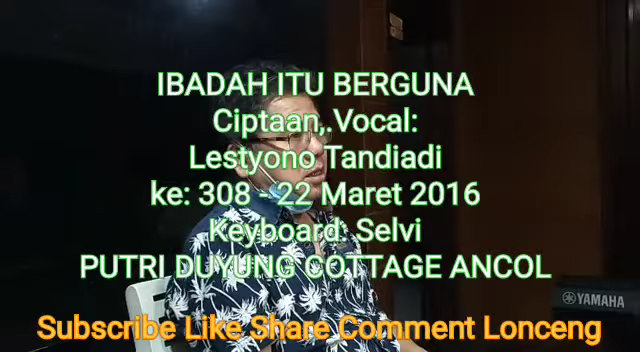 IBADAH ITU BERGUNA
Ciptaan,.Vocal:
Lestyono Tandiadi
ke: 308 - 22 Maret 2016
Keyboard: Selvi
PUTRI DUYUNG COTTAGE ANCOL
YAMAHA
Subscribe Like Share Comment Lonceng